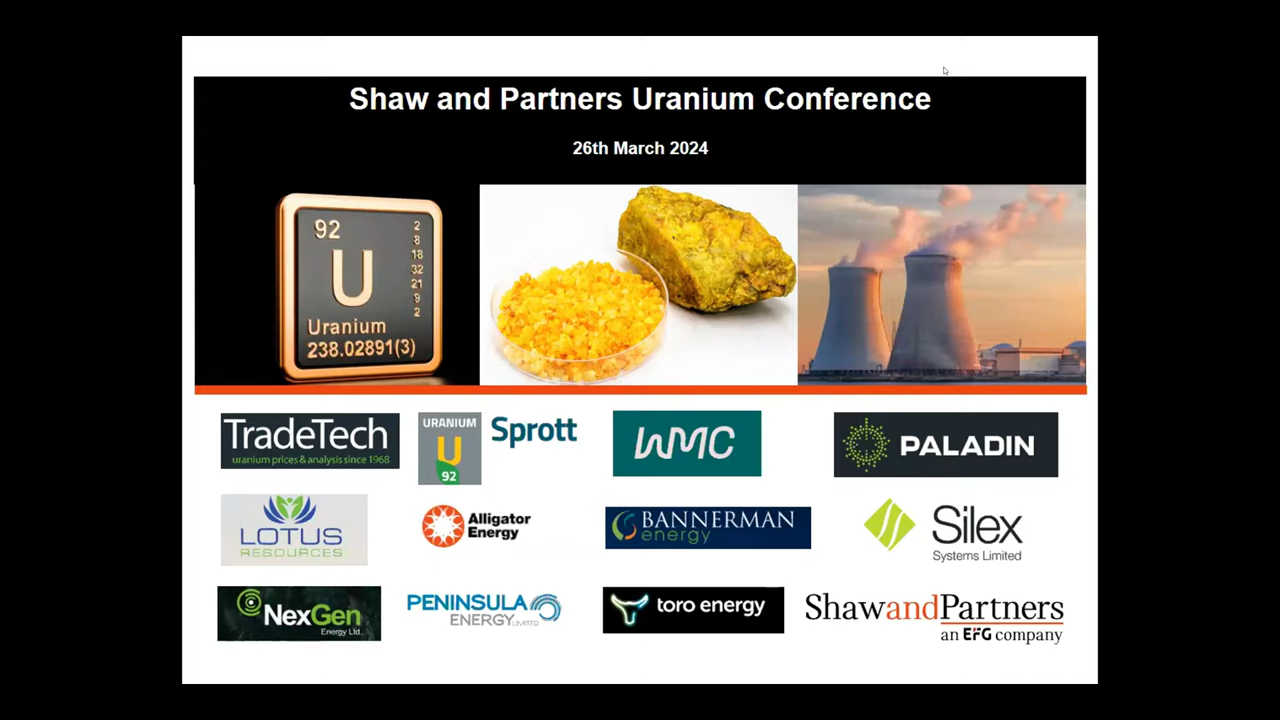 Shaw and Partners Uranium Conference
26th March 2024
92
2
8
18
32
21
9
2
U
Uranium
238.02891(3)
TradeTech
uranium prices & analysis since 1968
URANIUM
U
92
Sprott
WMC
PALADIN
LOTUS
RESOURCES
Alligator
Energy
BANNERMAN
energy
Silex
Systems Limited
NexGen
Energy Ltd.
PENINSULA
ENERGY LIMITED
toro energy
ShawandPartners
an EFG company